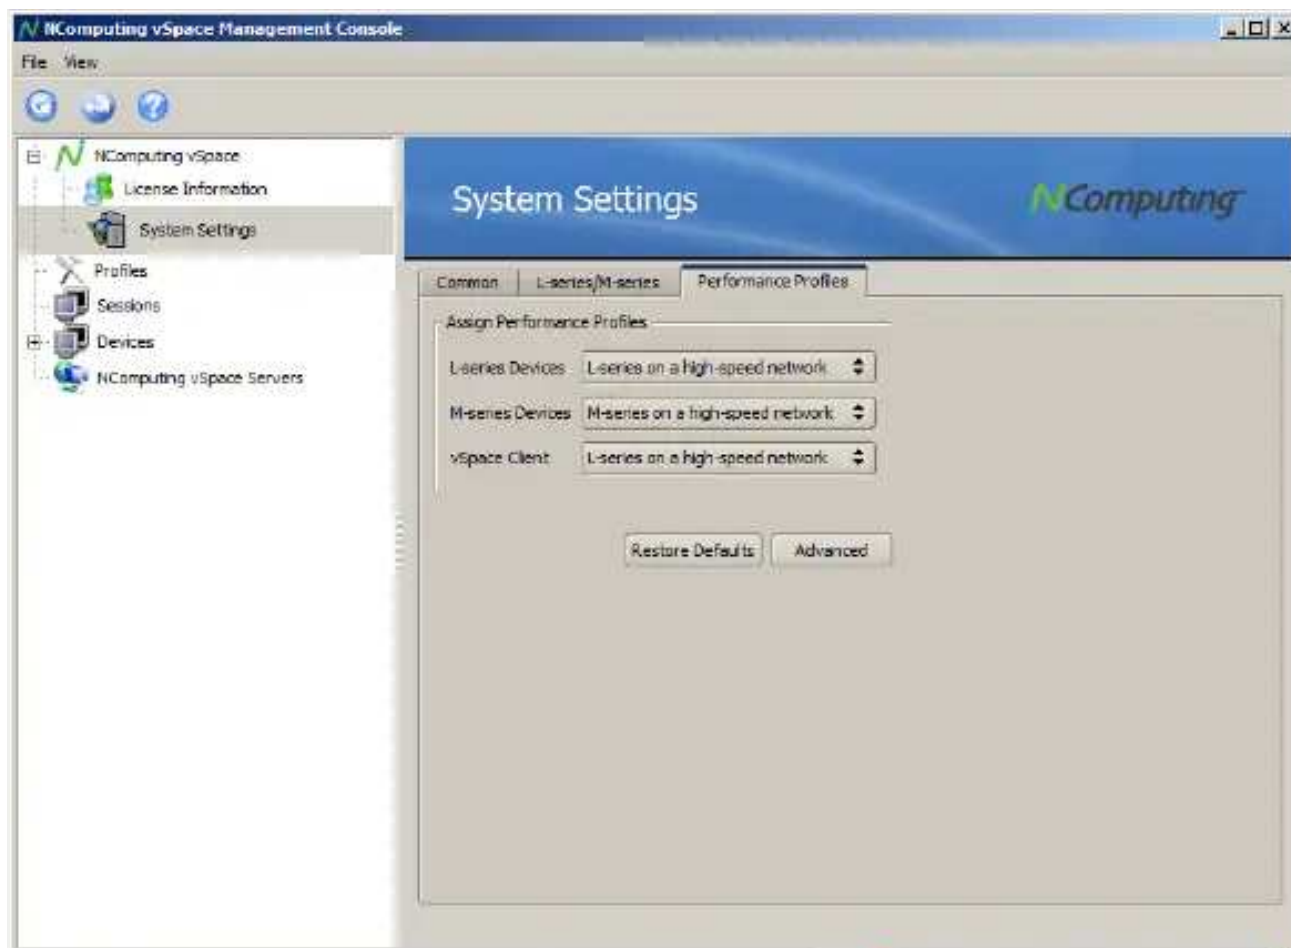 NComputing vSpace Management Console
File View
NComputing vSpace
License Information
System Settings
Profiles
Sessions
Devices
NComputing vSpace Servers
System Settings
NComputing
Common L-series/M-series Performance Profiles
Assign Performance Profiles
L-series Devices L-series on a high-speed network
M-series Devices M-series on a high-speed network
vSpace Client L-series on a high-speed network
Restore Defaults Advanced